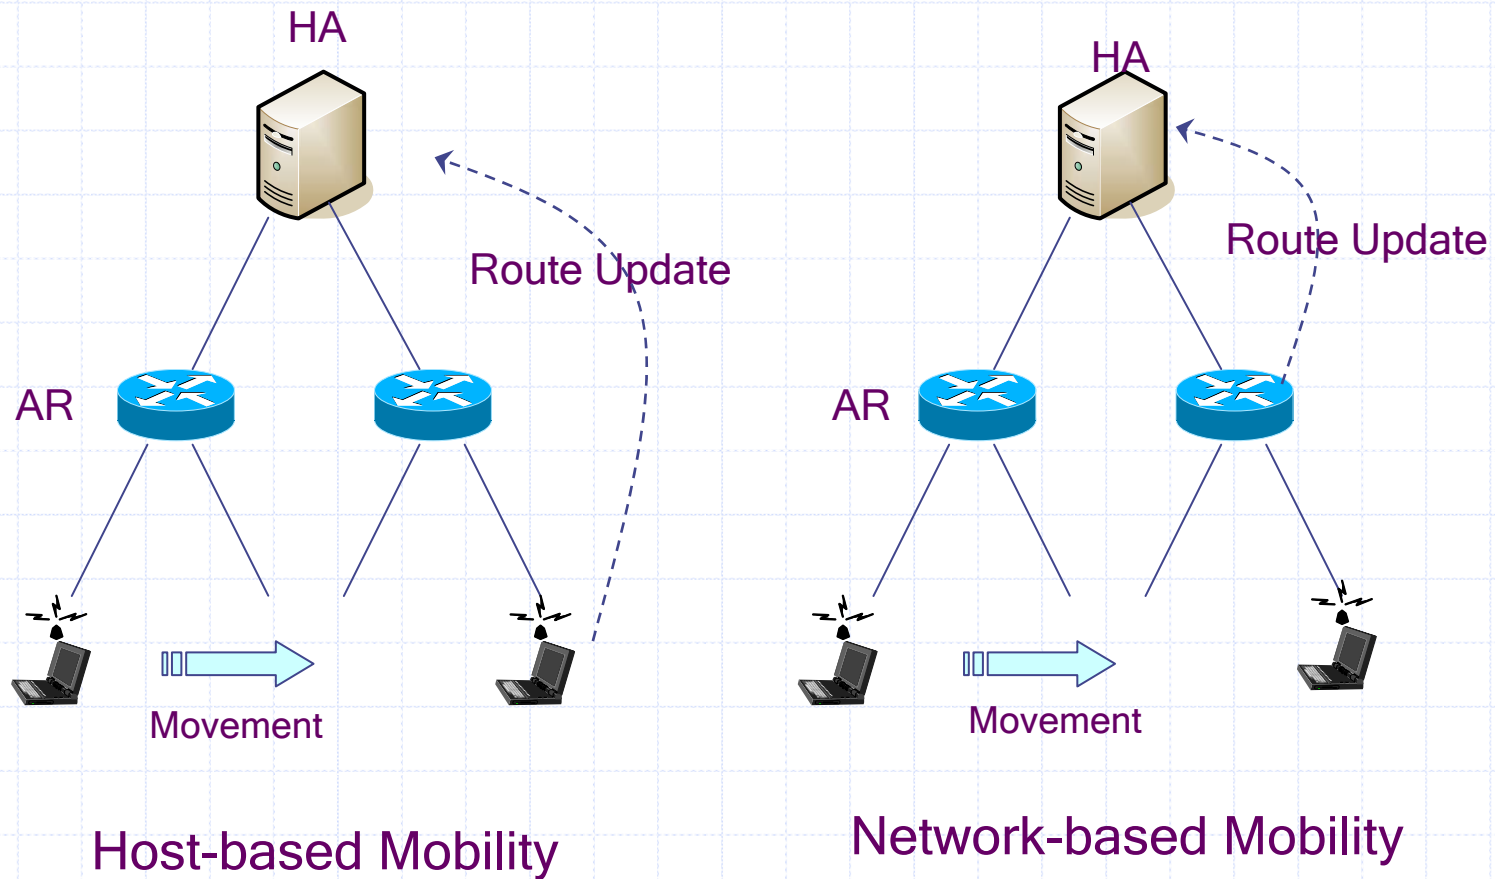 HA
Route Update
AR
Movement
Host-based Mobility
HA
Route Update
AR
Movement
Network-based Mobility